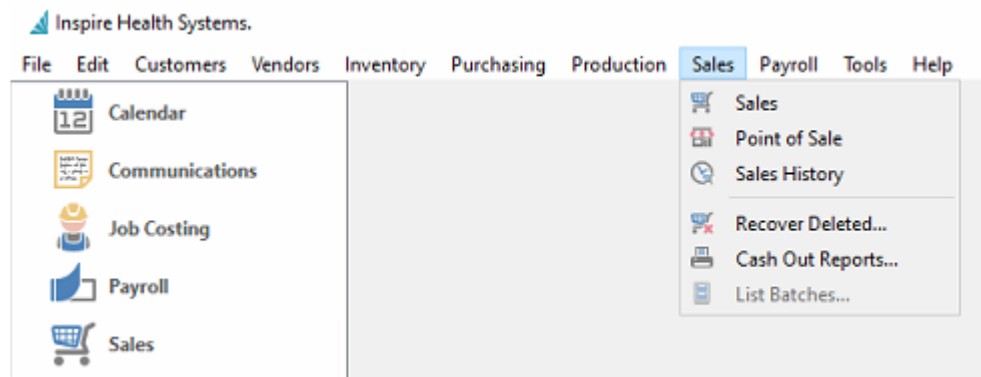 Inspire Health Systems.
File Edit Customers Vendors Inventory Purchasing Production Sales Payroll Tools Help
12
Calendar
Communications
Job Costing
Payroll
Sales
Sales
Point of Sale
Sales History
Recover Deleted...
Cash Out Reports...
List Batches...